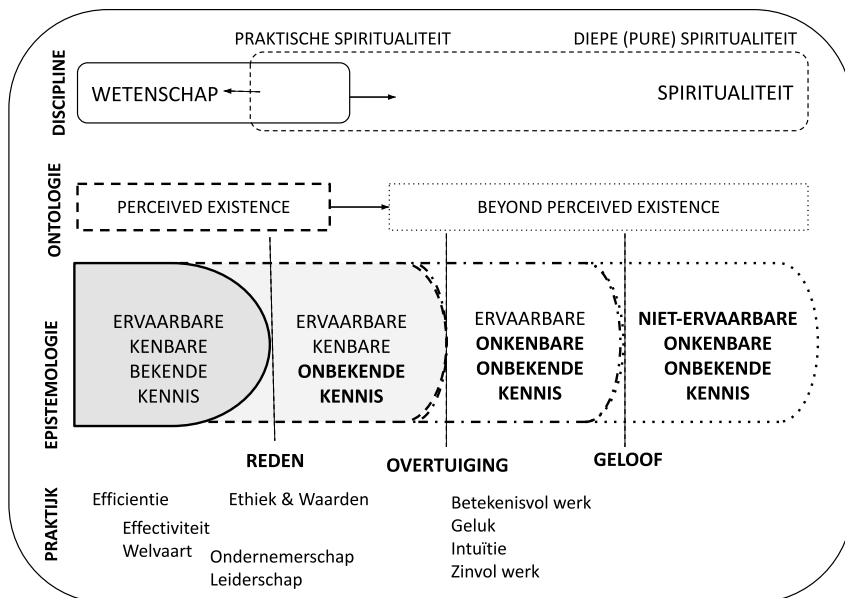 PRAKTISCHE SPIRITUALITEIT
DIEPE (PURE) SPIRITUALITEIT
DISCIPLINE
WETENSCHAP
SPIRITUALITEIT
ONTOLOGIE
PERCEIVED EXISTENCE
BEYOND PERCEIVED EXISTENCE
EPISTEMOLOGIE
ERVAARBARE
KENBARE
BEKENDE
KENNIS
ERVAARBARE
KENBARE
ONBEKENDE
KENNIS
ERVAARBARE
ONKENBARE
ONBEKENDE
KENNIS
NIET-ERVAARBARE
ONKENBARE
ONBEKENDE
KENNIS
REDEN
OVERTUIGING
GELOOF
PRAKTIJK
Efficientie
Effectiviteit
Welvaart
Ethiek & Waarden
Ondernemerschap
Leiderschap
Betekenisvol werk
Geluk
Intuïtie
Zinvol werk